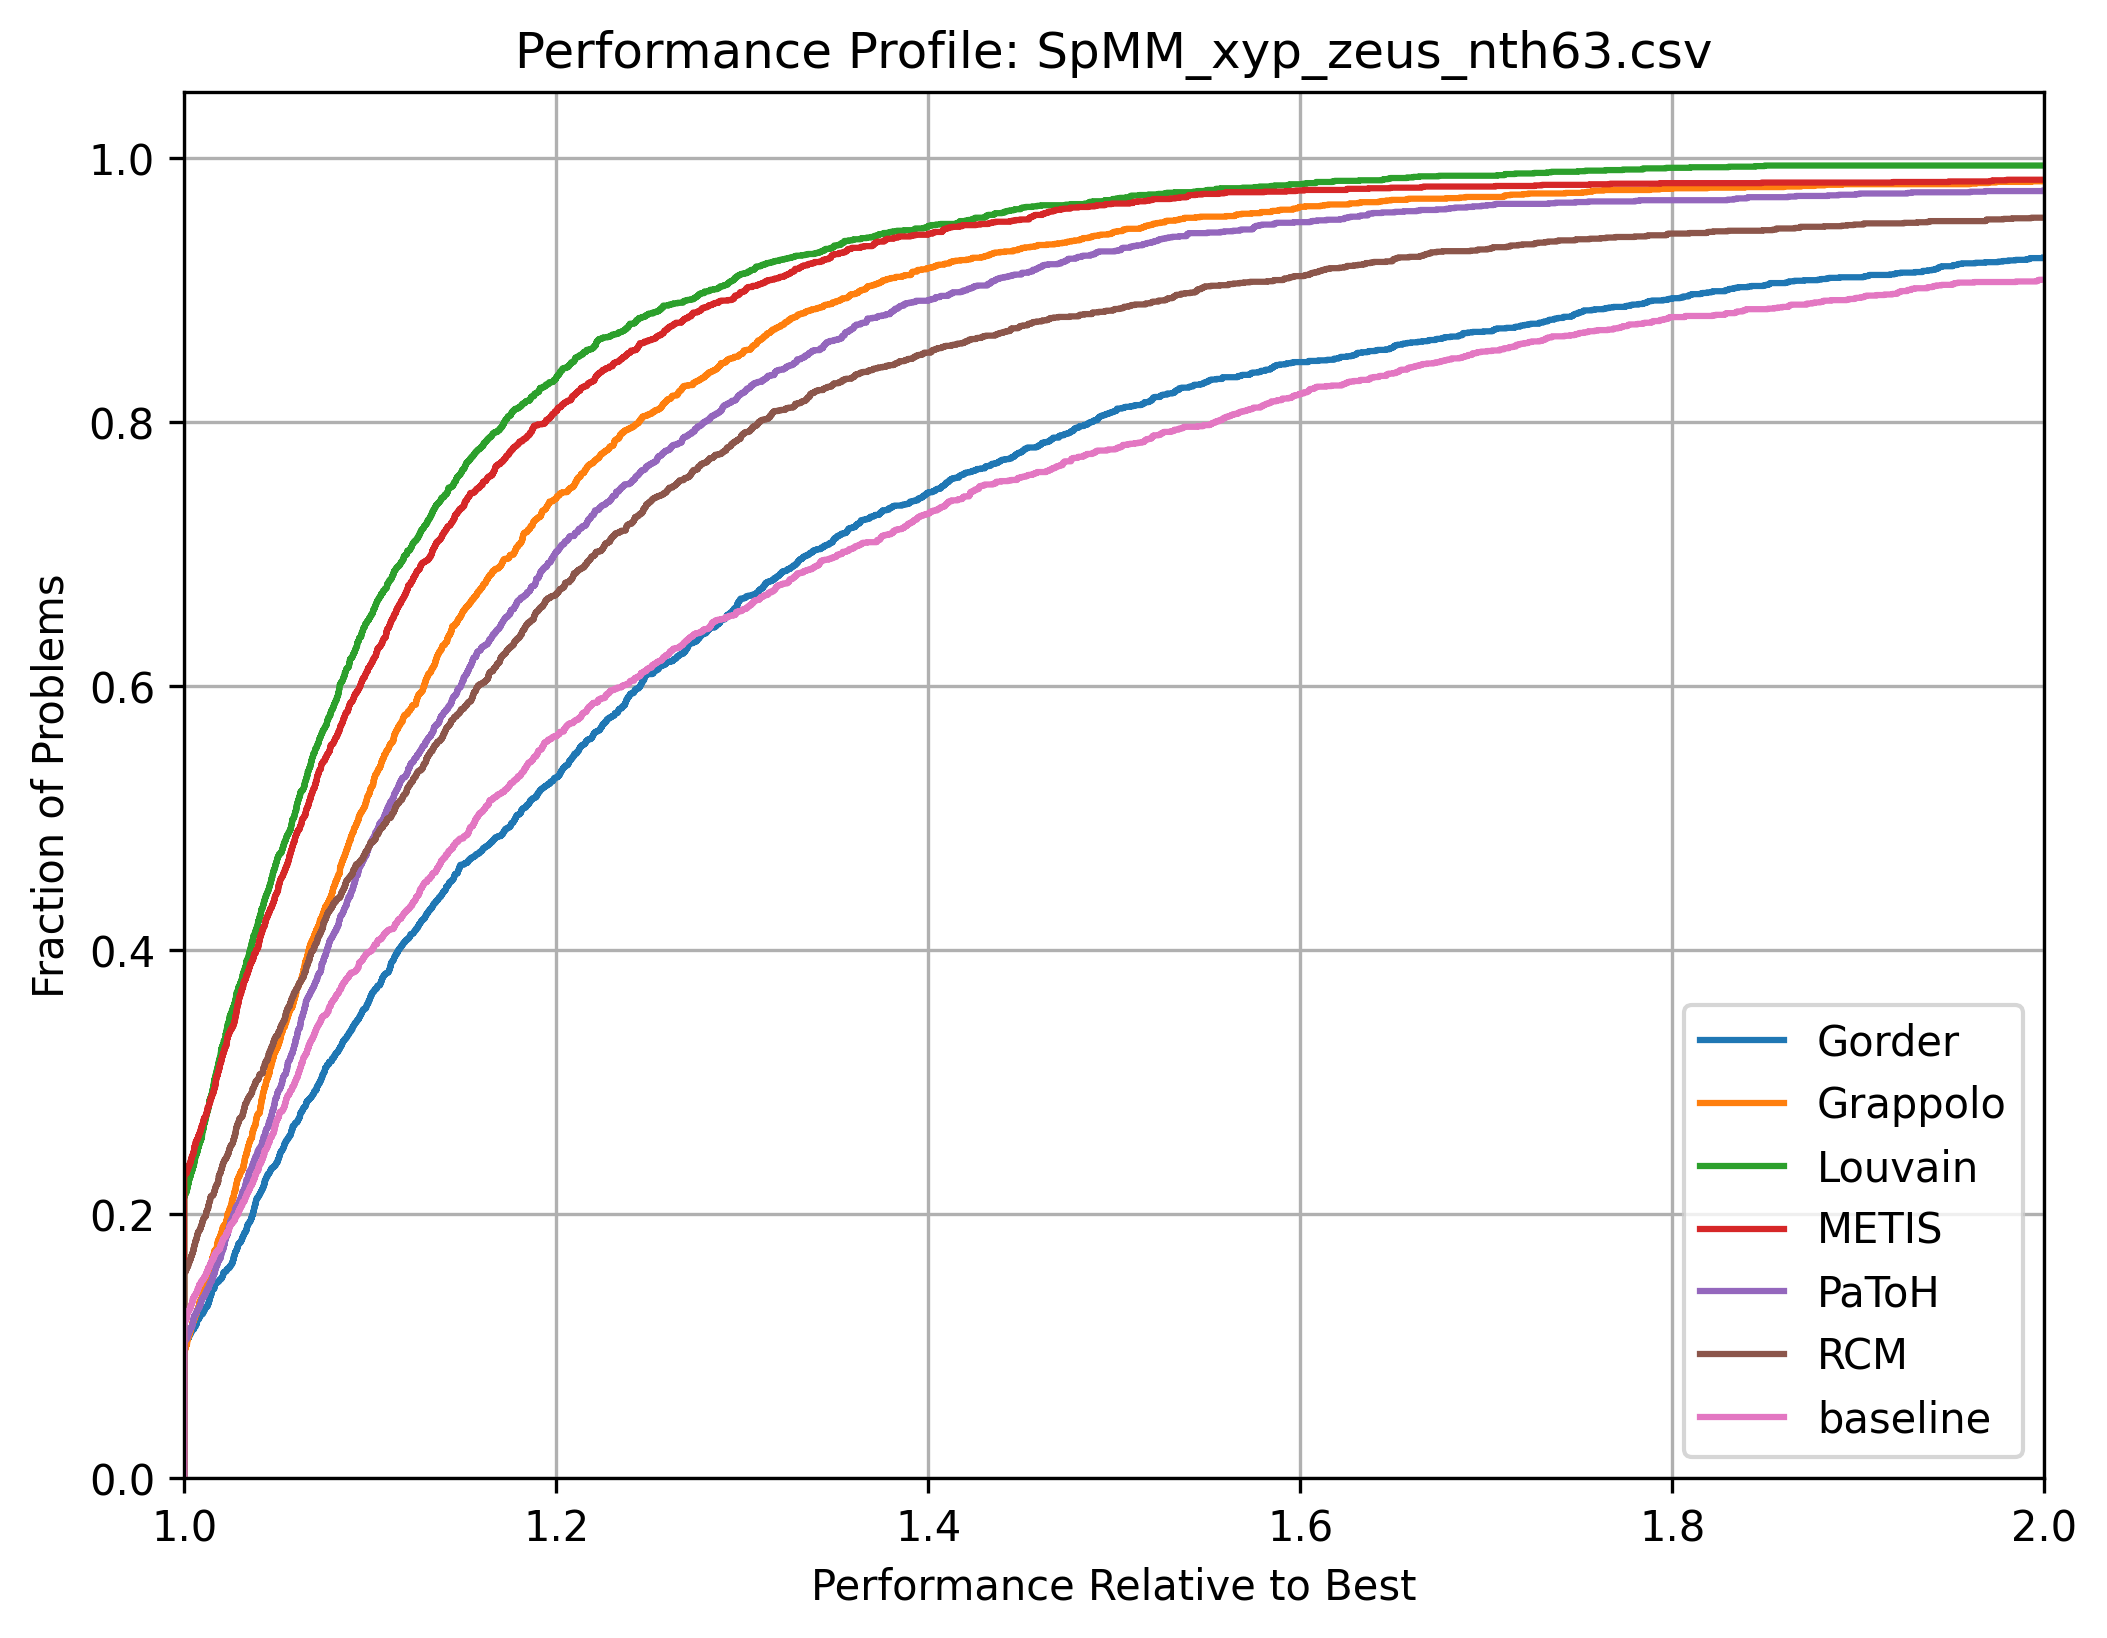 Performance Profile: SpMM_xyp_zeus_nth63.csv
Fraction of Problems
1.0
0.8
0.6
0.4
0.2
0.0
1.0 1.2 1.4 1.6 1.8 2.0
Performance Relative to Best
Gorder
Grappolo
Louvain
METIS
PaToH
RCM
baseline